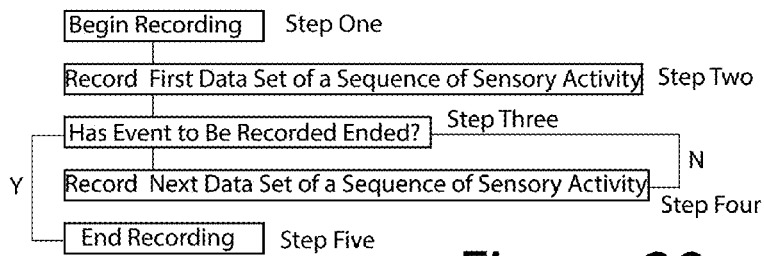 Begin Recording Step One
Record First Data Set of a Sequence of Sensory Activity Step Two
Has Event to Be Recorded Ended? Step Three
N
Record Next Data Set of a Sequence of Sensory Activity
Y
Step Four
End Recording Step Five